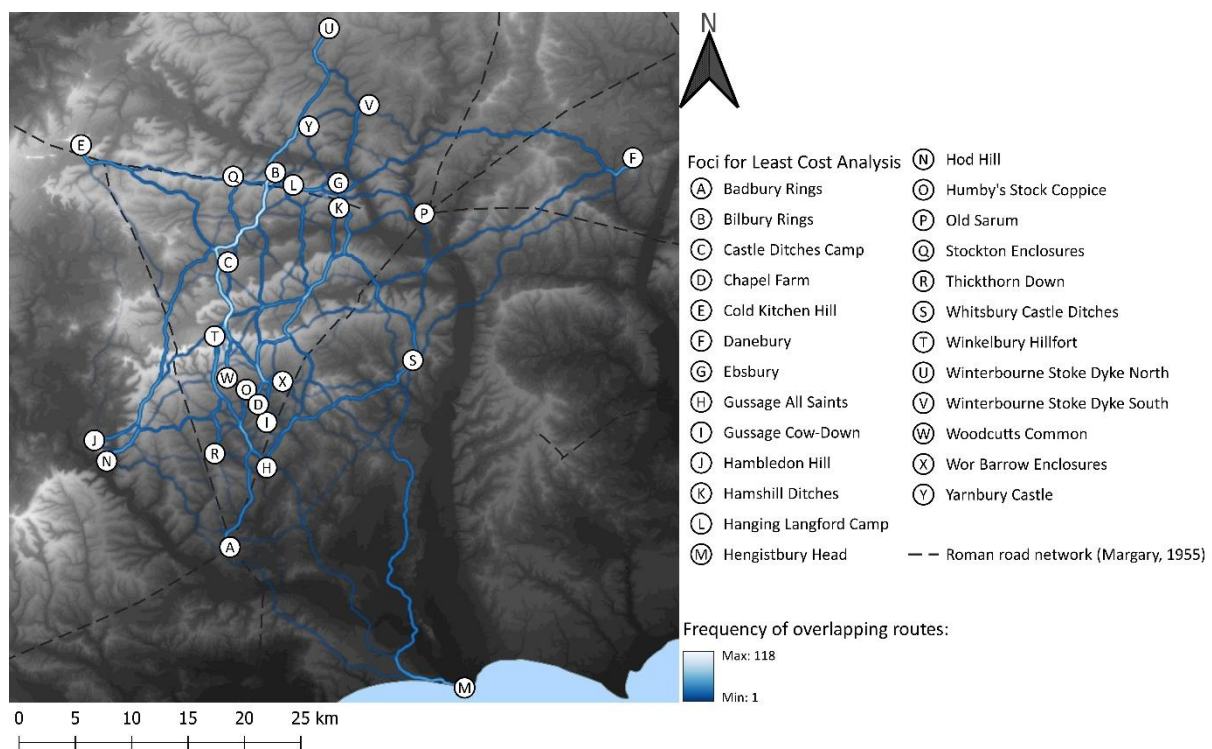 N
U
V
Y
E
F
B
Q
L
G
K
P
C
T
S
W
X
O
D
I
J
N
R
H
A
M
Foci for Least Cost Analysis
A Badbury Rings
B Bilbury Rings
C Castle Ditches Camp
D Chapel Farm
E Cold Kitchen Hill
F Danebury
G Ebsbury
H Gussage All Saints
I Gussage Cow-Down
J Hambledon Hill
K Hamshill Ditches
L Hanging Langford Camp
M Hengistbury Head
N Hod Hill
O Humby's Stock Coppice
P Old Sarum
Q Stockton Enclosures
R Thickthorn Down
S Whitsbury Castle Ditches
T Winkelbury Hillfort
U Winterbourne Stoke Dyke North
V Winterbourne Stoke Dyke South
W Woodcutts Common
X Wor Barrow Enclosures
Y Yarnbury Castle
Roman road network (Margary, 1955)
Frequency of overlapping routes:
Max: 118
Min: 1
0 5 10 15 20 25 km